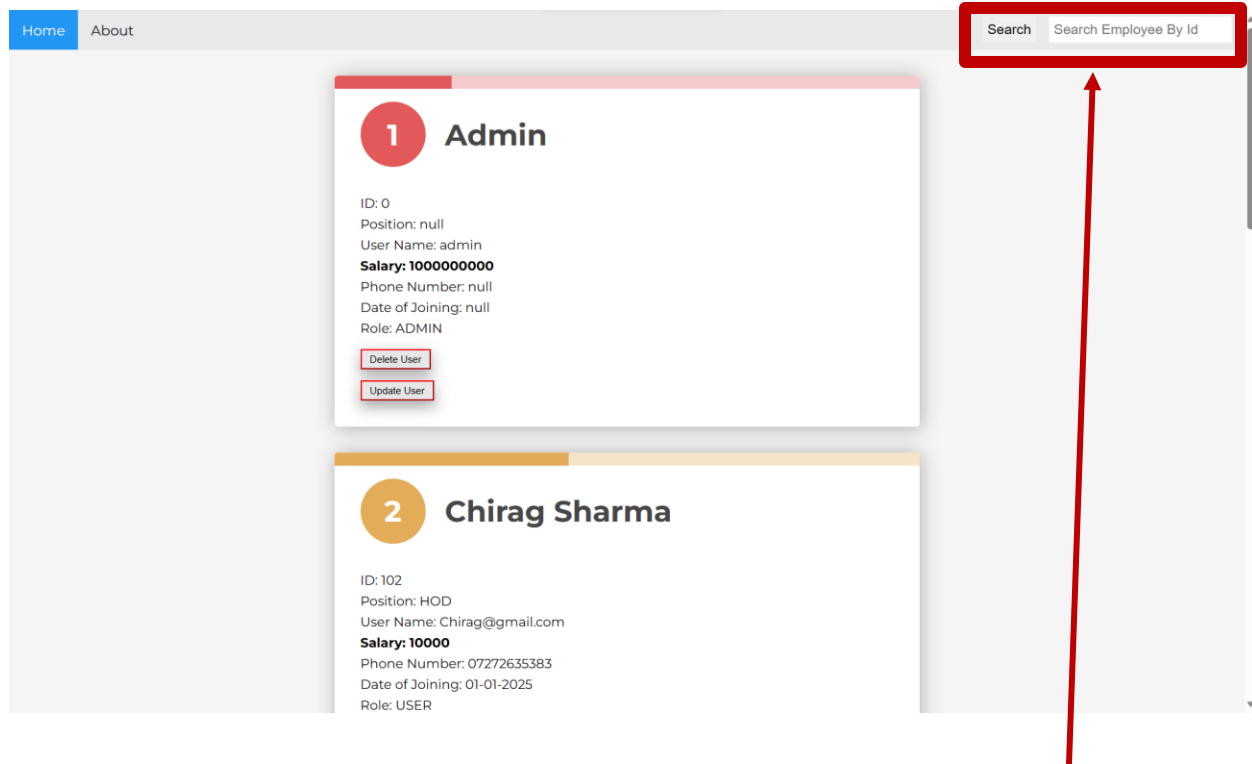 Home About Search Search Employee By Id
1 Admin
ID: 0
Position: null
User Name: admin
Salary: 1000000000
Phone Number: null
Date of Joining: null
Role: ADMIN
Delete User
Update User
2 Chirag Sharma
ID: 102
Position: HOD
User Name: Chirag@gmail.com
Salary: 10000
Phone Number: 07272635383
Date of Joining: 01-01-2025
Role: USER